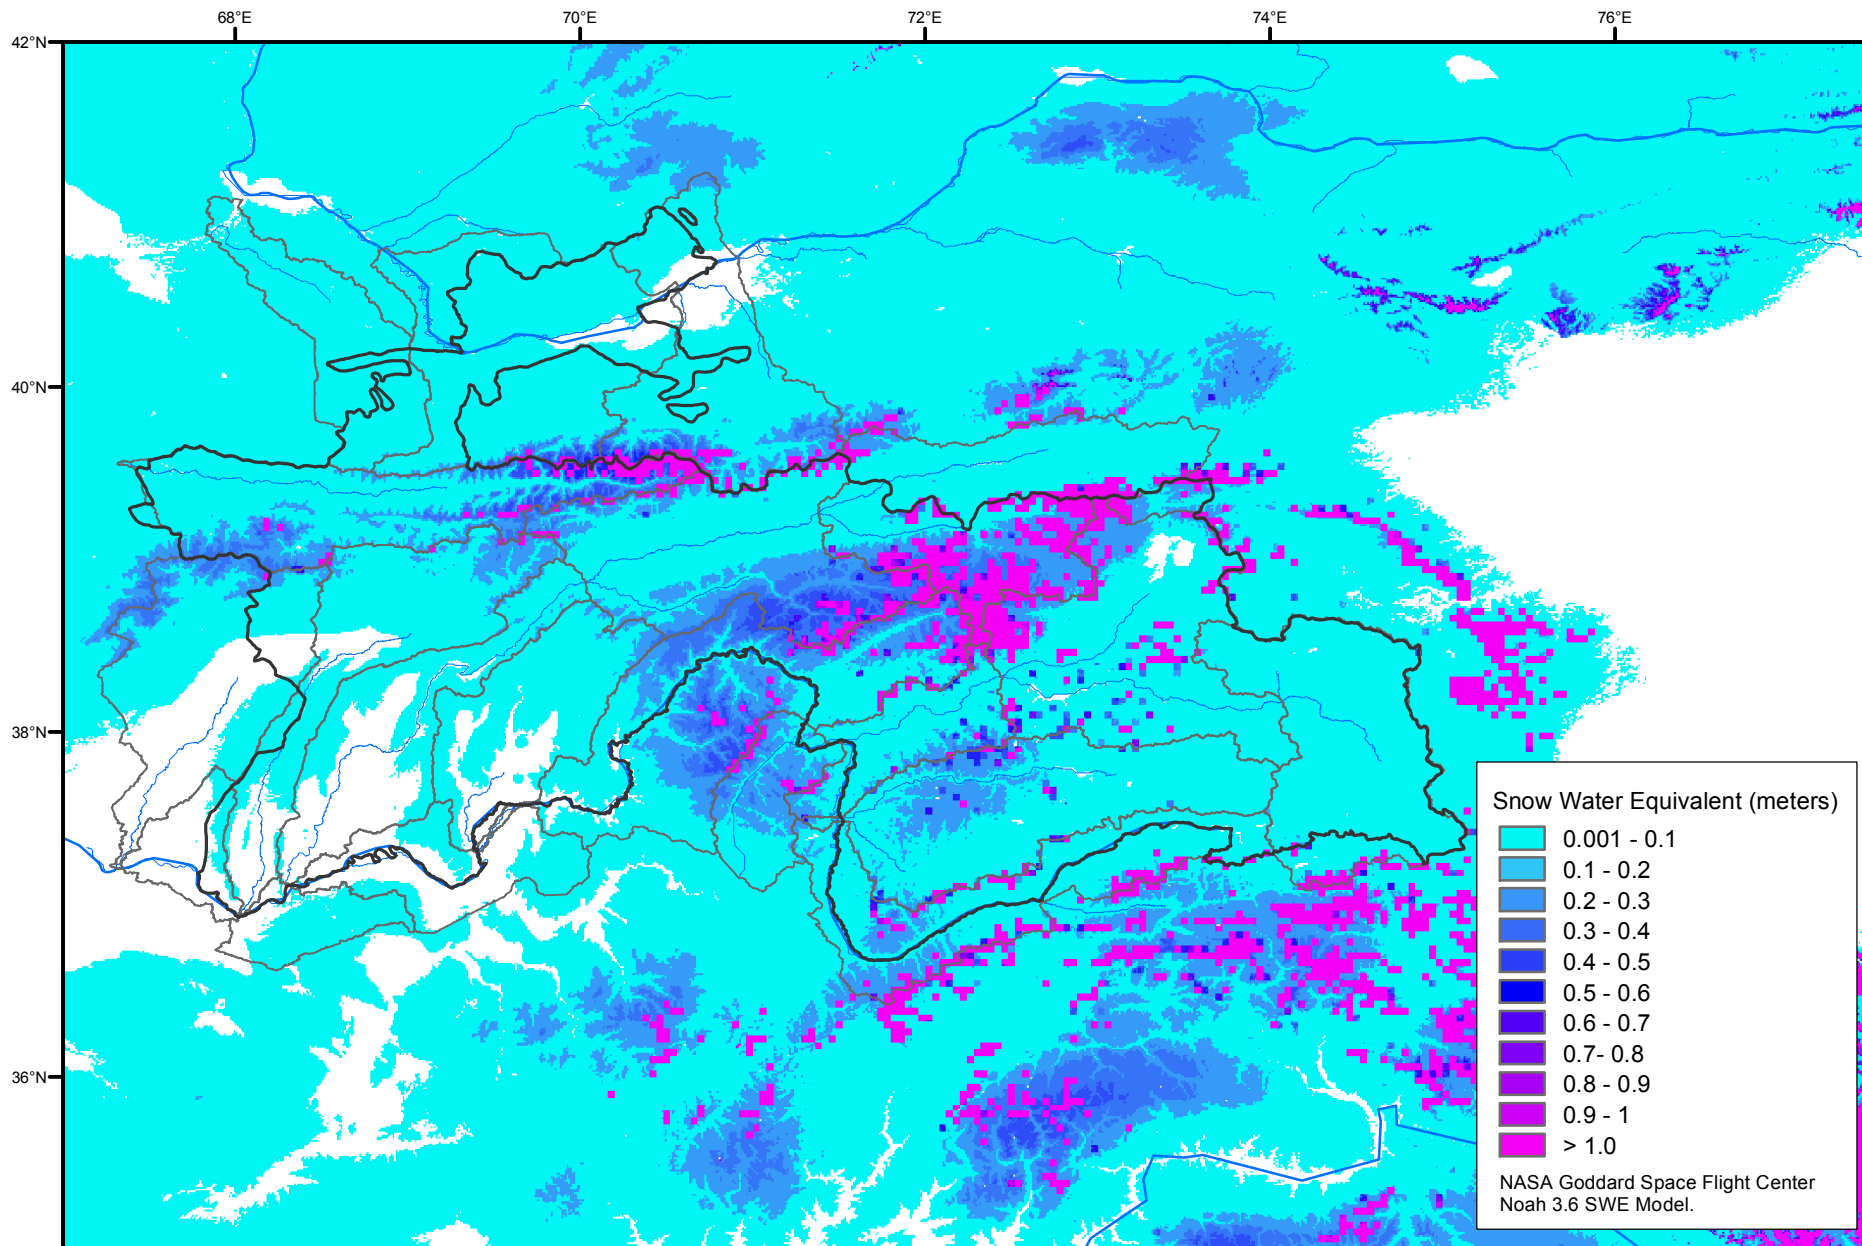 68°E 70°E 72°E 74°E 76°E
42°N
40°N
38°N
36°N
Snow Water Equivalent (meters)
0.001 - 0.1
0.1 - 0.2
0.2 - 0.3
0.3 - 0.4
0.4 - 0.5
0.5 - 0.6
0.6 - 0.7
0.7- 0.8
0.8 - 0.9
0.9 - 1
> 1.0
NASA Goddard Space Flight Center
Noah 3.6 SWE Model.